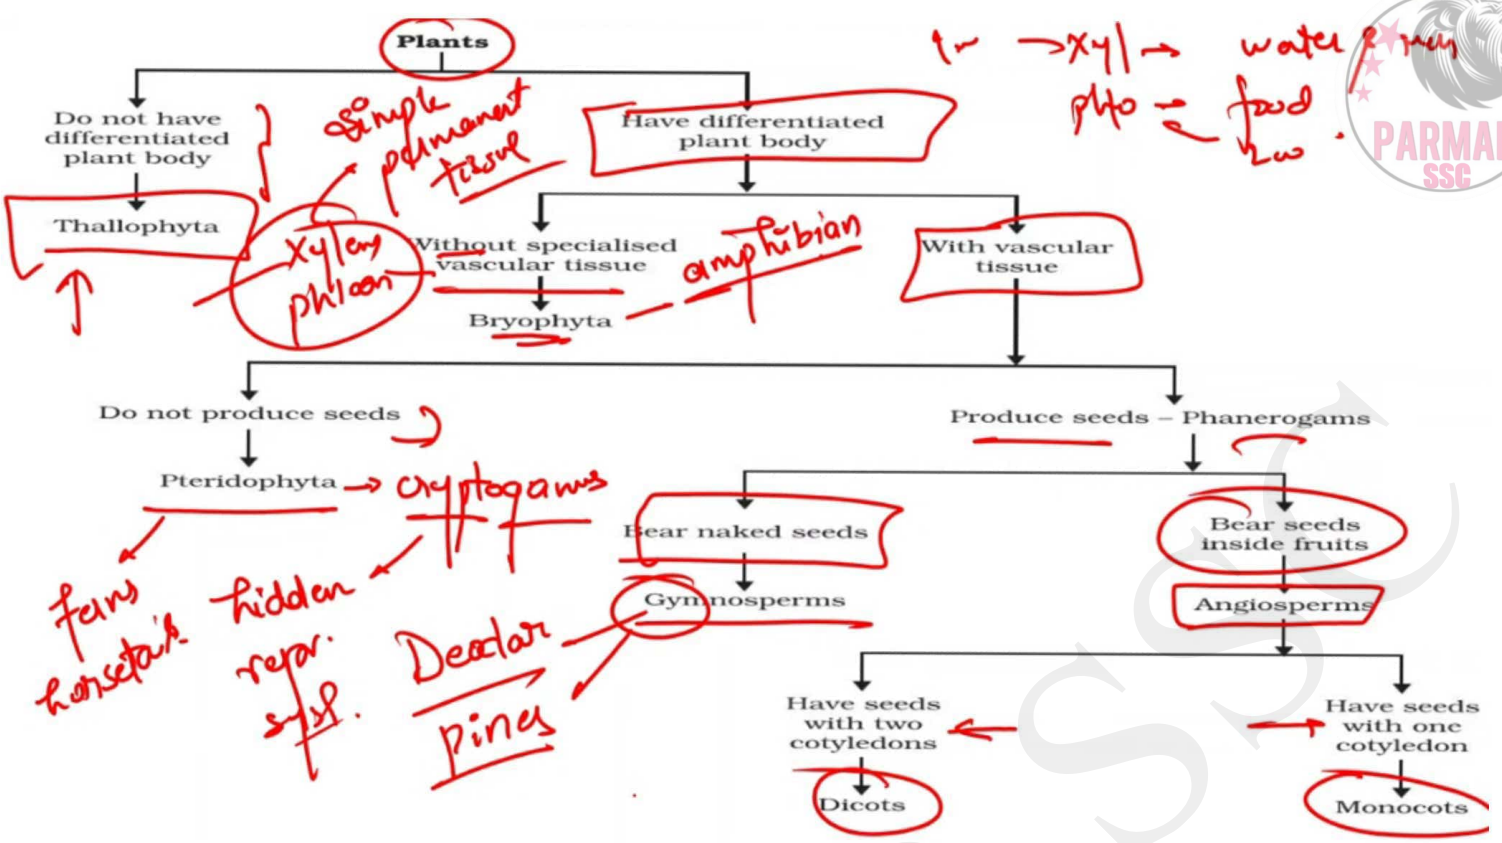 Plants
Do not have
differentiated
plant body
Thallophyta
simple
permanent
tissue
xylem
phloem
Have differentiated
plant body
xyl → water &
food
PARMA
SSC
Without specialised
vascular tissue
Bryophyta
amphibian
With vascular
tissue
Do not produce seeds
Pteridophyta → cryptogamus
ferns
horsetails
hidden
repr.
Produce seeds – Phanerogams
Bear naked seeds
Gymnosperms
Deodar
pines
Bear seeds
inside fruits
Angiosperms
Have seeds
with two
cotyledons
Dicots
Have seeds
with one
cotyledon
Monocots
SSC